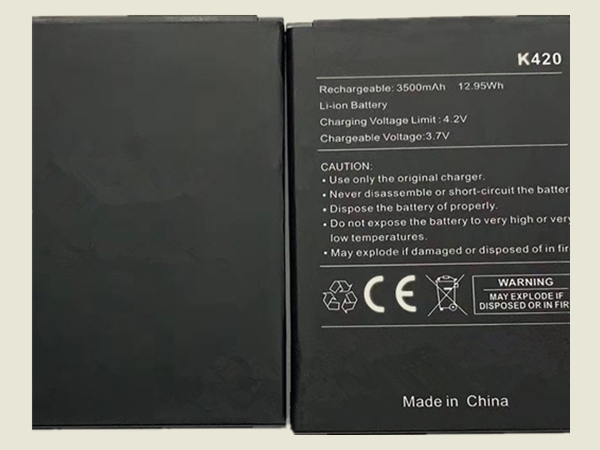 K420
Rechargeable: 3500mAh 12.95Wh
Li-ion Battery
Charging Voltage Limit : 4.2V
Chargeable Voltage:3.7V
CAUTION:
• Use only the original charger.
• Never disassemble or short-circuit the batter
• Dispose the battery of properly.
• Do not expose the battery to very high or very
low temperatures.
• May explode if damaged or disposed of in fire
CE
WARNING
MAY EXPLODE IF
DISPOSED OR IN FIR
Made in China